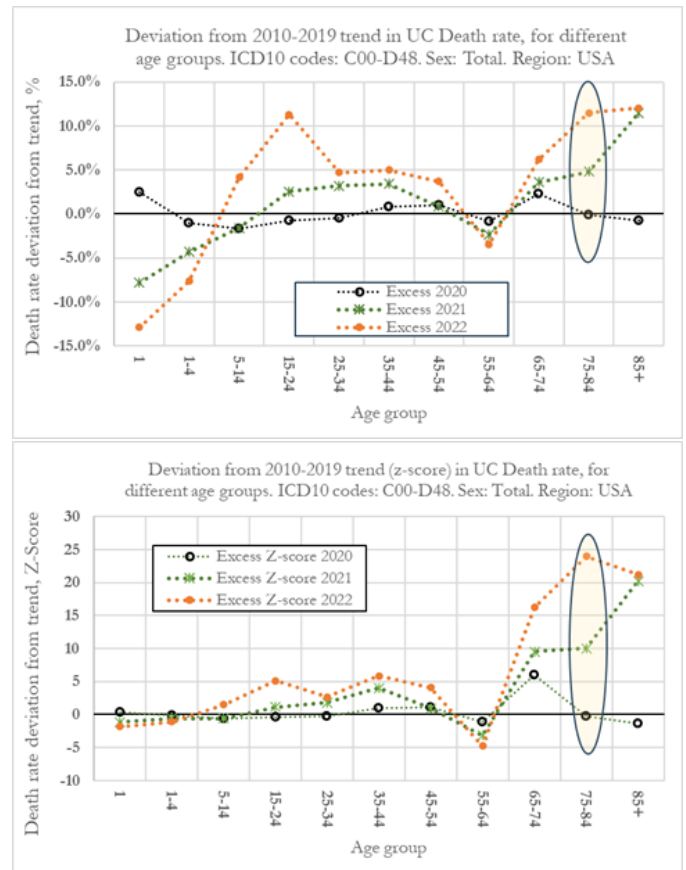 Deviation from 2010-2019 trend in UC Death rate, for different
age groups. ICD10 codes: C00-D48. Sex: Total. Region: USA
Death rate deviation from trend, %
15.0%
10.0%
5.0%
0.0%
-5.0%
-10.0%
-15.0%
Excess 2020
Excess 2021
Excess 2022
1
1-4
5-14
15-24
25-34
35-44
45-54
55-64
65-74
75-84
85+
Age group
Deviation from 2010-2019 trend (z-score) in UC Death rate, for
different age groups. ICD10 codes: C00-D48. Sex: Total. Region: USA
Death rate deviation from trend, Z-Score
30
25
20
15
10
5
0
-5
-10
Excess Z-score 2020
Excess Z-score 2021
Excess Z-score 2022
1
1-4
5-14
15-24
25-34
35-44
45-54
55-64
65-74
75-84
85+
Age group